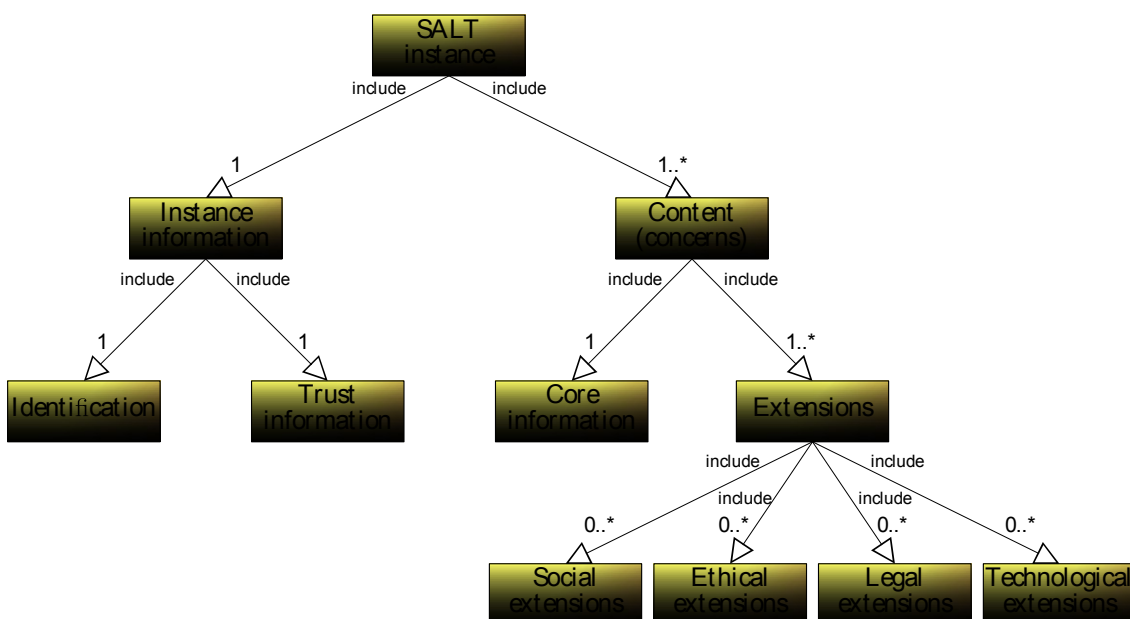 SALT
instance
include include
1 1..*
Instance
information
Content
(concerns)
include include include include
1 1 1 1..*
Identification
Trust
information
Core
information
Extensions
include include
include include
0..* 0..* 0..* 0..*
Social
extensions
Ethical
extensions
Legal
extensions
Technological
extensions